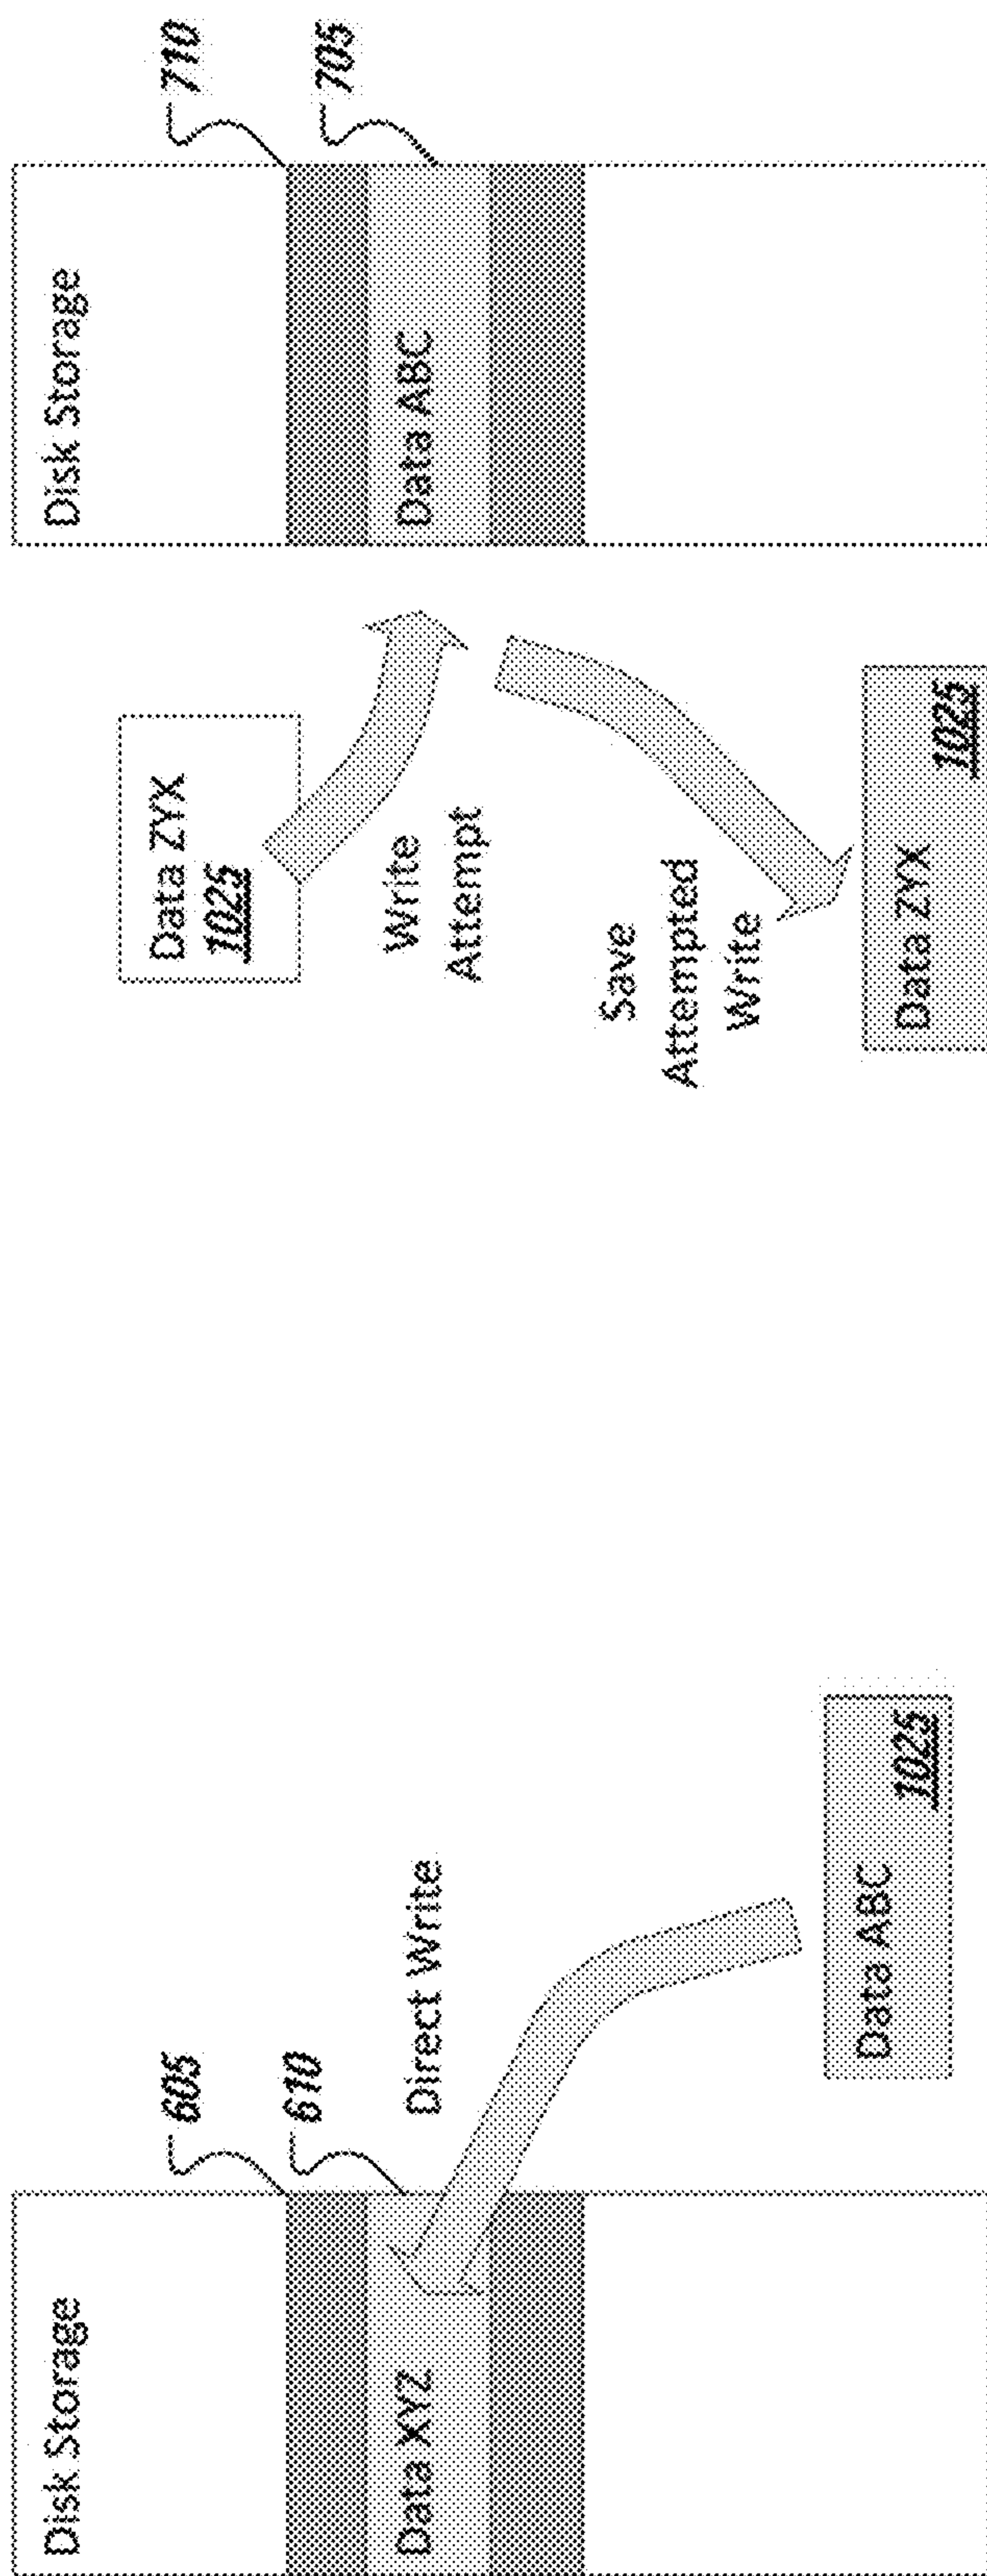 Disk Storage
605
610
Data XYZ
Direct Write
Data ABC
1025
Data ZYX
1025
Write
Attempt
Save
Attempted
Write
Data ZYX
1025
Disk Storage
710
705
Data ABC